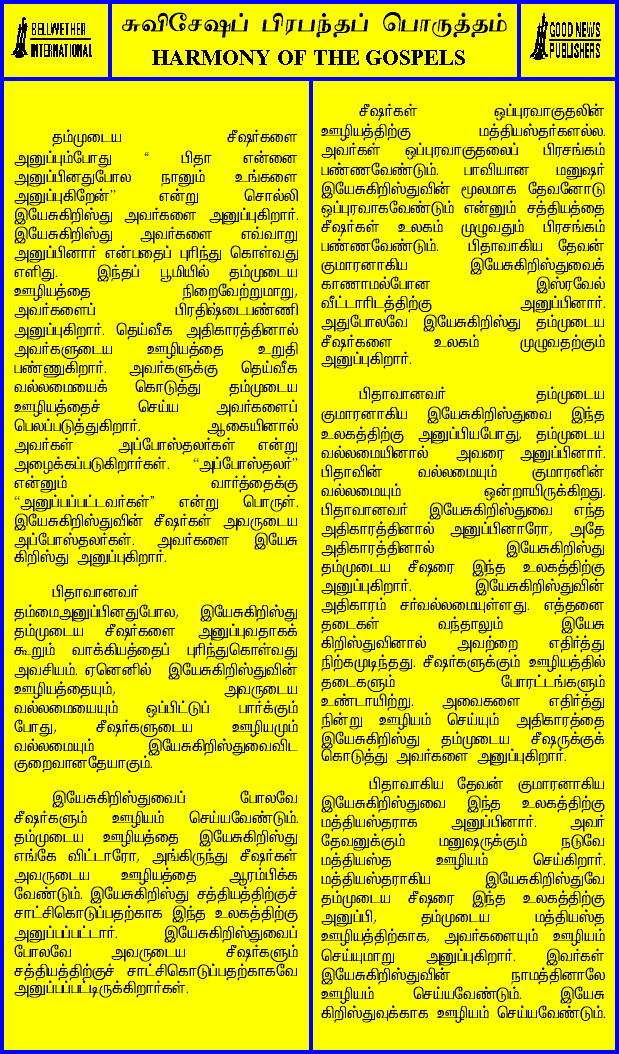 BELLWETHER
INTERNATIONAL
சுவிசேஷப் பிரபந்தப் பொருத்தம்
HARMONY OF THE GOSPELS
GOOD NEWS
PUBLISHERS
தம்முடைய சீஷர்களை
அனுப்பும்போது “ பிதா என்னை
அனுப்பினதுபோல நானும் உங்களை
அனுப்புகிறேன்” என்று சொல்லி
இயேசுகிறிஸ்து அவர்களை அனுப்புகிறார்.
இயேசுகிறிஸ்து அவர்களை எவ்வாறு
அனுப்பினார் என்பதைப் புரிந்து கொள்வது
எளிது. இந்தப் பூமியில் தம்முடைய
ஊழியத்தை நிறைவேற்றுமாறு,
அவர்களைப் பிரதிஷ்டைபண்ணி
அனுப்புகிறார். தெய்வீக அதிகாரத்தினால்
அவர்களுடைய ஊழியத்தை உறுதி
பண்ணுகிறார். அவர்களுக்கு தெய்வீக
வல்லமையைக் கொடுத்து தம்முடைய
ஊழியத்தைச் செய்ய அவர்களைப்
பெலப்படுத்துகிறார். ஆகையினால்
அவர்கள் அப்போஸ்தலர்கள் என்று
அழைக்கப்படுகிறார்கள். “அப்போஸ்தலர்”
என்னும் வார்த்தைக்கு
“அனுப்பப்பட்டவர்கள்” என்று பொருள்.
இயேசுகிறிஸ்துவின் சீஷர்கள் அவருடைய
அப்போஸ்தலர்கள். அவர்களை இயேசு
கிறிஸ்து அனுப்புகிறார்.
பிதாவானவர்
தம்மைஅனுப்பினதுபோல, இயேசுகிறிஸ்து
தம்முடைய சீஷர்களை அனுப்புவதாகக்
கூறும் வாக்கியத்தைப் புரிந்துகொள்வது
அவசியம். ஏனெனில் இயேசுகிறிஸ்துவின்
ஊழியத்தையும், அவருடைய
வல்லமையையும் ஒப்பிட்டுப் பார்க்கும்
போது, சீஷர்களுடைய ஊழியமும்
வல்லமையும் இயேசுகிறிஸ்துவைவிட
குறைவானதேயாகும்.
இயேசுகிறிஸ்துவைப் போலவே
சீஷர்களும் ஊழியம் செய்யவேண்டும்.
தம்முடைய ஊழியத்தை இயேசுகிறிஸ்து
எங்கே விட்டாரோ, அங்கிருந்து சீஷர்கள்
அவருடைய ஊழியத்தை ஆரம்பிக்க
வேண்டும். இயேசுகிறிஸ்து சத்தியத்திற்குச்
சாட்சிகொடுப்பதற்காக இந்த உலகத்திற்கு
அனுப்பப்பட்டார். இயேசுகிறிஸ்துவைப்
போலவே அவருடைய சீஷர்களும்
சத்தியத்திற்குச் சாட்சிகொடுப்பதற்காகவே
அனுப்பப்பட்டிருக்கிறார்கள்.
சீஷர்கள் ஒப்புரவாகுதலின்
ஊழியத்திற்கு மத்தியஸ்தர்களல்ல.
அவர்கள் ஒப்புரவாகுதலைப் பிரசங்கம்
பண்ணவேண்டும். பாவியான மனுஷர்
இயேசுகிறிஸ்துவின் மூலமாக தேவனோடு
ஒப்புரவாகவேண்டும் என்னும் சத்தியத்தை
சீஷர்கள் உலகம் முழுவதும் பிரசங்கம்
பண்ணவேண்டும். பிதாவாகிய தேவன்
குமாரனாகிய இயேசுகிறிஸ்துவைக்
காணாமல்போன இஸ்ரவேல்
வீட்டாரிடத்திற்கு அனுப்பினார்.
அதுபோலவே இயேசுகிறிஸ்து தம்முடைய
சீஷர்களை உலகம் முழுவதற்கும்
அனுப்புகிறார்.
பிதாவானவர் தம்முடைய
குமாரனாகிய இயேசுகிறிஸ்துவை இந்த
உலகத்திற்கு அனுப்பியபோது, தம்முடைய
வல்லமையினால் அவரை அனுப்பினார்.
பிதாவின் வல்லமையும் குமாரனின்
வல்லமையும் ஒன்றாயிருக்கிறது.
பிதாவானவர் இயேசுகிறிஸ்துவை எந்த
அதிகாரத்தினால் அனுப்பினாரோ, அதே
அதிகாரத்தினால் இயேசுகிறிஸ்து
தம்முடைய சீஷரை இந்த உலகத்திற்கு
அனுப்புகிறார். இயேசுகிறிஸ்துவின்
அதிகாரம் சர்வல்லமையுள்ளது. எத்தனை
தடைகள் வந்தாலும் இயேசு
கிறிஸ்துவினால் அவற்றை எதிர்த்து
நிற்கமுடிந்தது. சீஷர்களுக்கும் ஊழியத்தில்
தடைகளும் போரட்டங்களும்
உண்டாயிற்று. அவைகளை எதிர்த்து
நின்று ஊழியம் செய்யும் அதிகாரத்தை
இயேசுகிறிஸ்து தம்முடைய சீஷருக்குக்
கொடுத்து அவர்களை அனுப்புகிறார்.
பிதாவாகிய தேவன் குமாரனாகிய
இயேசுகிறிஸ்துவை இந்த உலகத்திற்கு
மத்தியஸ்தராக அனுப்பினார். அவர்
தேவனுக்கும் மனுஷருக்கும் நடுவே
மத்தியஸ்த ஊழியம் செய்கிறார்.
மத்தியஸ்தராகிய இயேசுகிறிஸ்துவே
தம்முடைய சீஷரை இந்த உலகத்திற்கு
அனுப்பி, தம்முடைய மத்தியஸ்த
ஊழியத்திற்காக, அவர்களையும் ஊழியம்
செய்யுமாறு அனுப்புகிறார். இவர்கள்
இயேசுகிறிஸ்துவின் நாமத்தினாலே
ஊழியம் செய்யவேண்டும். இயேசு
கிறிஸ்துவுக்காக ஊழியம் செய்யவேண்டும்.